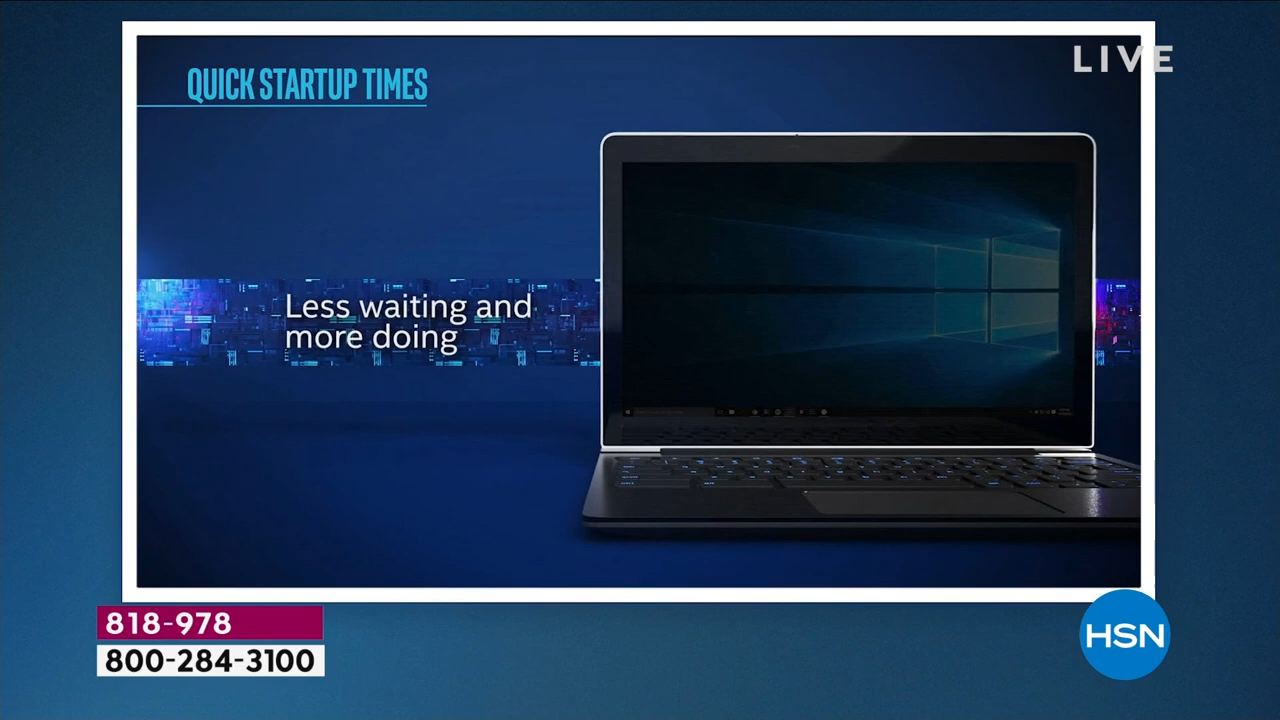 LIVE
QUICK STARTUP TIMES
Less waiting and
more doing
818-978
800-284-3100
HSN